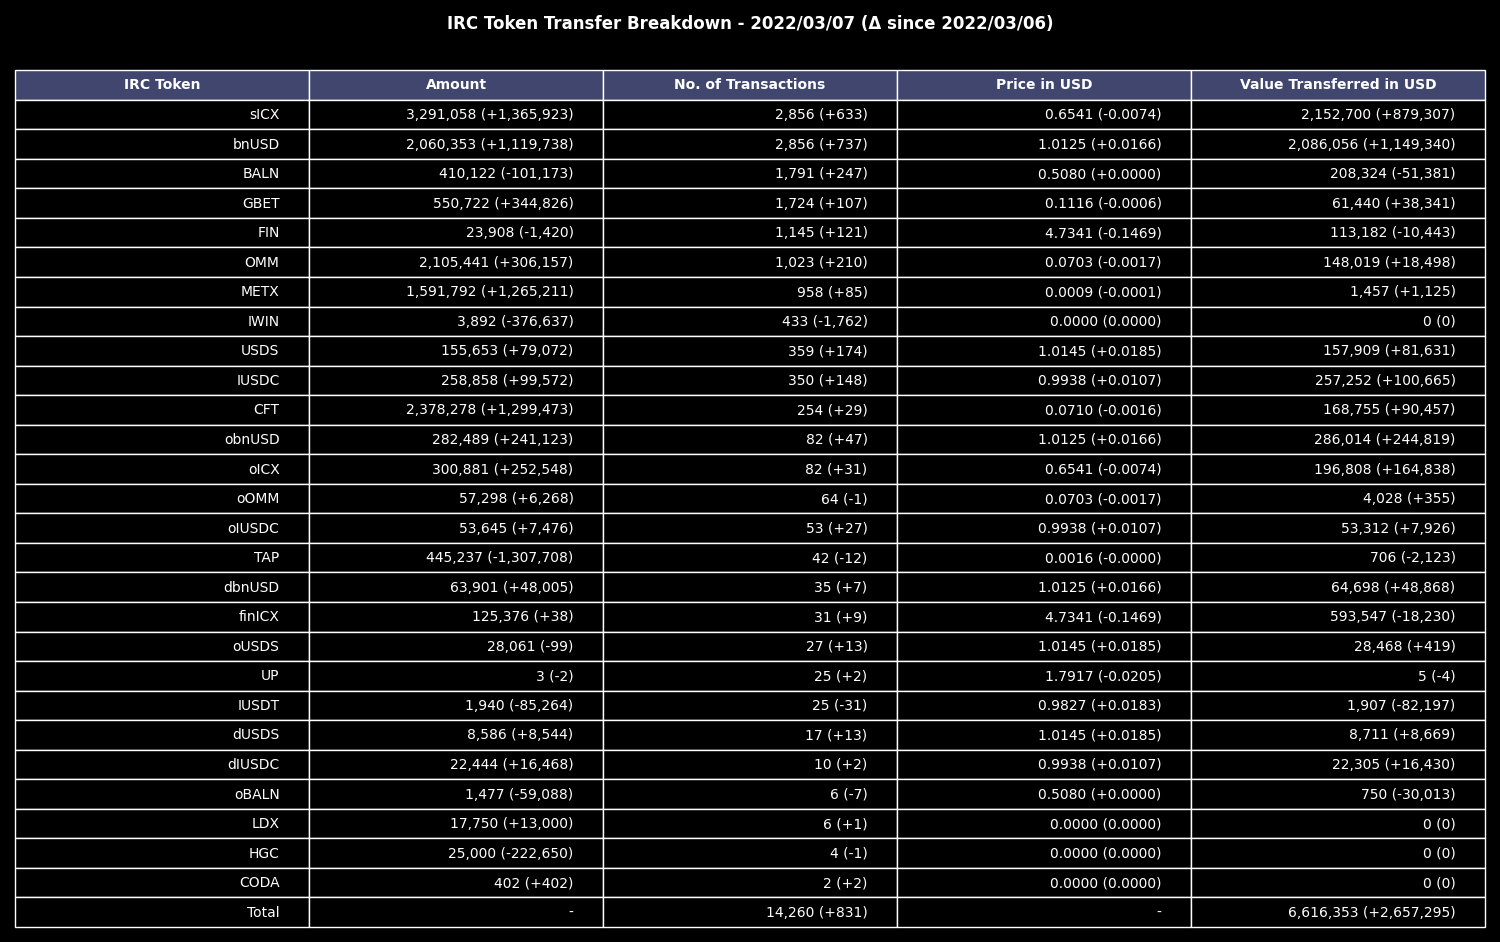 IRC Token Transfer Breakdown - 2022/03/07 (Δ since 2022/03/06)
IRC Token Amount No. of Transactions Price in USD Value Transferred in USD
sICX 3,291,058 (+1,365,923) 2,856 (+633) 0.6541 (-0.0074) 2,152,700 (+879,307)
bnUSD 2,060,353 (+1,119,738) 2,856 (+737) 1.0125 (+0.0166) 2,086,056 (+1,149,340)
BALN 410,122 (-101,173) 1,791 (+247) 0.5080 (+0.0000) 208,324 (-51,381)
GBET 550,722 (+344,826) 1,724 (+107) 0.1116 (-0.0006) 61,440 (+38,341)
FIN 23,908 (-1,420) 1,145 (+121) 4.7341 (-0.1469) 113,182 (-10,443)
OMM 2,105,441 (+306,157) 1,023 (+210) 0.0703 (-0.0017) 148,019 (+18,498)
METX 1,591,792 (+1,265,211) 958 (+85) 0.0009 (-0.0001) 1,457 (+1,125)
IWIN 3,892 (-376,637) 433 (-1,762) 0.0000 (0.0000) 0 (0)
USDS 155,653 (+79,072) 359 (+174) 1.0145 (+0.0185) 157,909 (+81,631)
IUSDC 258,858 (+99,572) 350 (+148) 0.9938 (+0.0107) 257,252 (+100,665)
CFT 2,378,278 (+1,299,473) 254 (+29) 0.0710 (-0.0016) 168,755 (+90,457)
obnUSD 282,489 (+241,123) 82 (+47) 1.0125 (+0.0166) 286,014 (+244,819)
oICX 300,881 (+252,548) 82 (+31) 0.6541 (-0.0074) 196,808 (+164,838)
oOMM 57,298 (+6,268) 64 (-1) 0.0703 (-0.0017) 4,028 (+355)
oIUSDC 53,645 (+7,476) 53 (+27) 0.9938 (+0.0107) 53,312 (+7,926)
TAP 445,237 (-1,307,708) 42 (-12) 0.0016 (-0.0000) 706 (-2,123)
dbnUSD 63,901 (+48,005) 35 (+7) 1.0125 (+0.0166) 64,698 (+48,868)
finICX 125,376 (+38) 31 (+9) 4.7341 (-0.1469) 593,547 (-18,230)
oUSDS 28,061 (-99) 27 (+13) 1.0145 (+0.0185) 28,468 (+419)
UP 3 (-2) 25 (+2) 1.7917 (-0.0205) 5 (-4)
IUSDT 1,940 (-85,264) 25 (-31) 0.9827 (+0.0183) 1,907 (-82,197)
dUSDS 8,586 (+8,544) 17 (+13) 1.0145 (+0.0185) 8,711 (+8,669)
dIUSDC 22,444 (+16,468) 10 (+2) 0.9938 (+0.0107) 22,305 (+16,430)
oBALN 1,477 (-59,088) 6 (-7) 0.5080 (+0.0000) 750 (-30,013)
LDX 17,750 (+13,000) 6 (+1) 0.0000 (0.0000) 0 (0)
HGC 25,000 (-222,650) 4 (-1) 0.0000 (0.0000) 0 (0)
CODA 402 (+402) 2 (+2) 0.0000 (0.0000) 0 (0)
Total - 14,260 (+831) - 6,616,353 (+2,657,295)